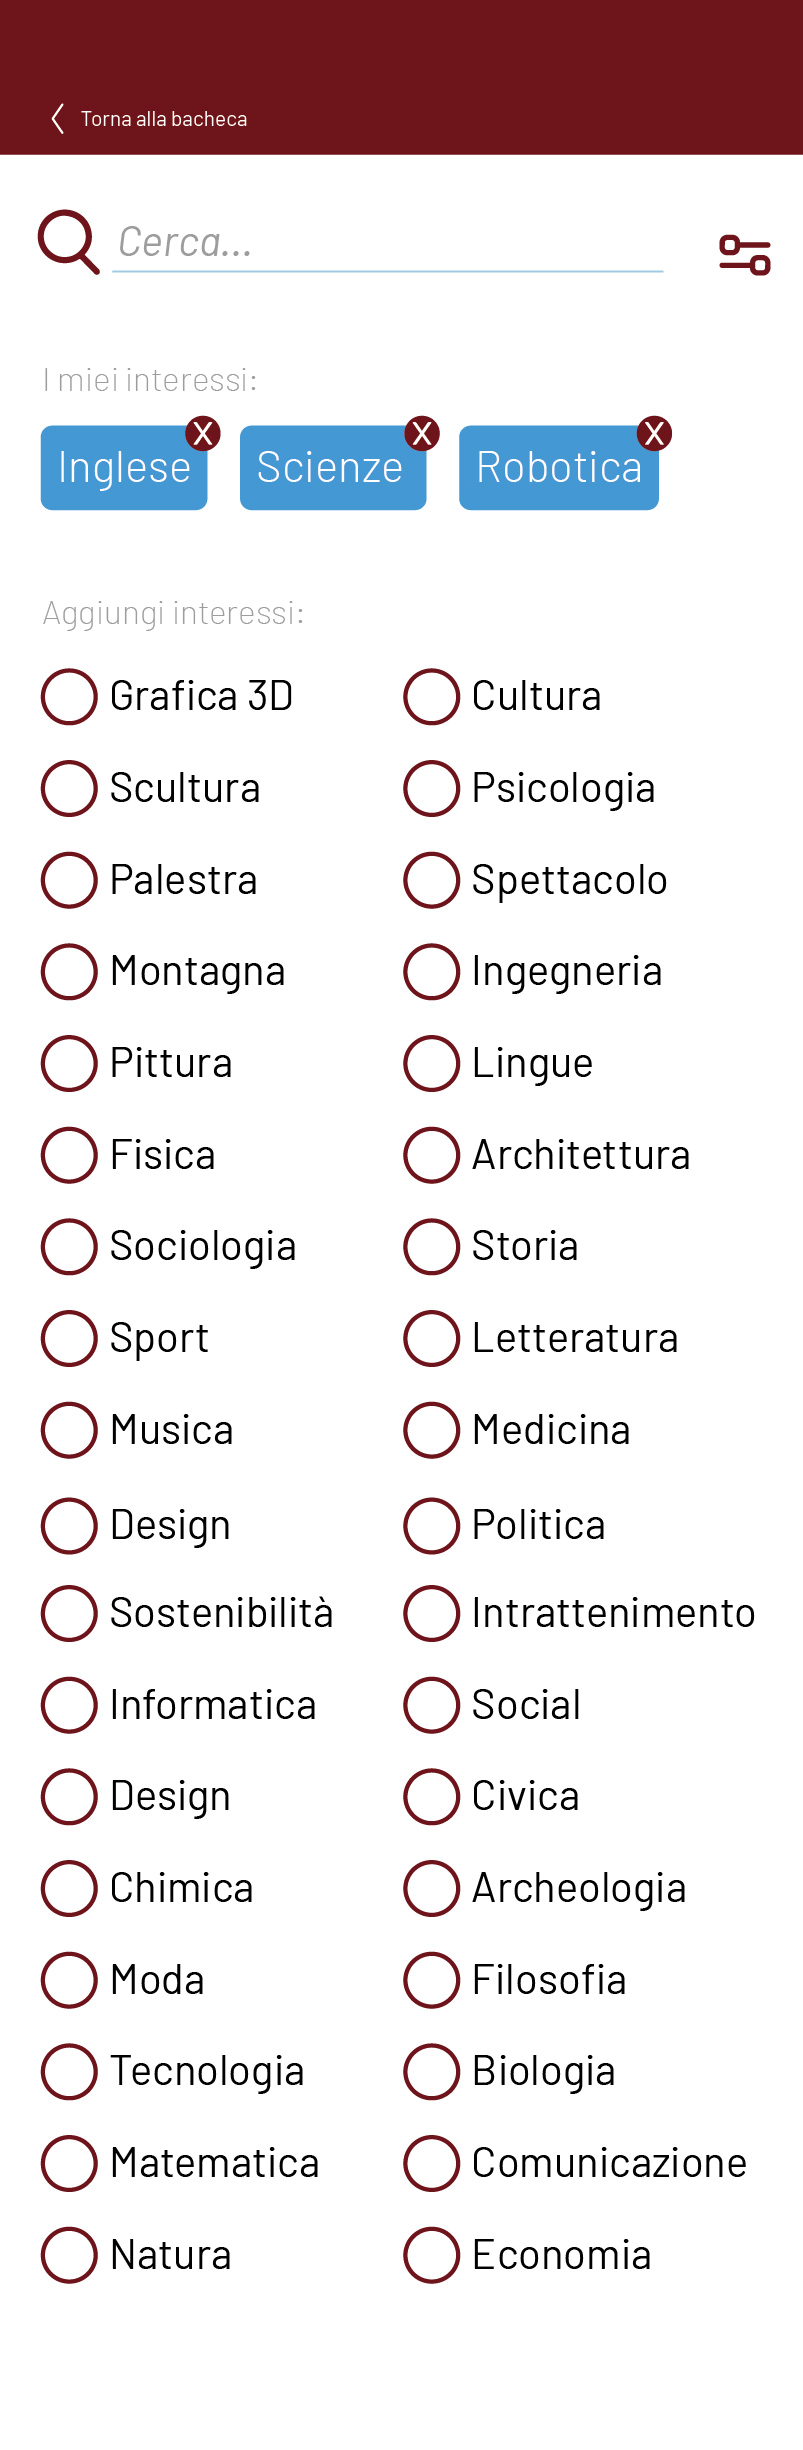 Torna alla bacheca
Cerca...
I miei interessi:
Inglese X Scienze X Robotica X
Aggiungi interessi:
Grafica 3D Cultura
Scultura Psicologia
Palestra Spettacolo
Montagna Ingegneria
Pittura Lingue
Fisica Architettura
Sociologia Storia
Sport Letteratura
Musica Medicina
Design Politica
Sostenibilità Intrattenimento
Informatica Social
Design Civica
Chimica Archeologia
Moda Filosofia
Tecnologia Biologia
Matematica Comunicazione
Natura Economia